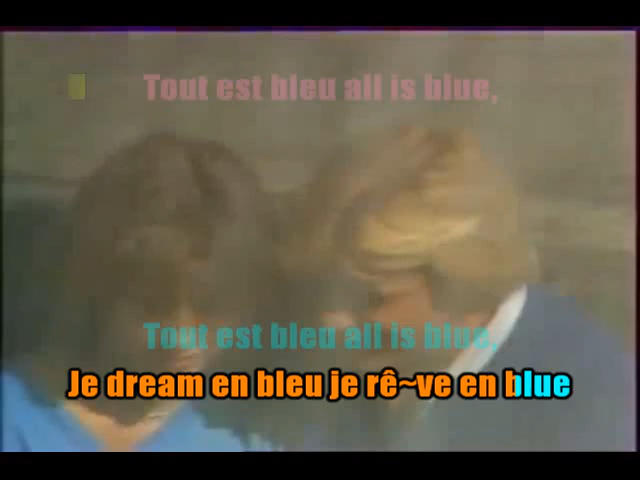 Tout est bleu all is blue,
Tout est bleu all is blue,
Je dream en bleu je rê~ve en blue